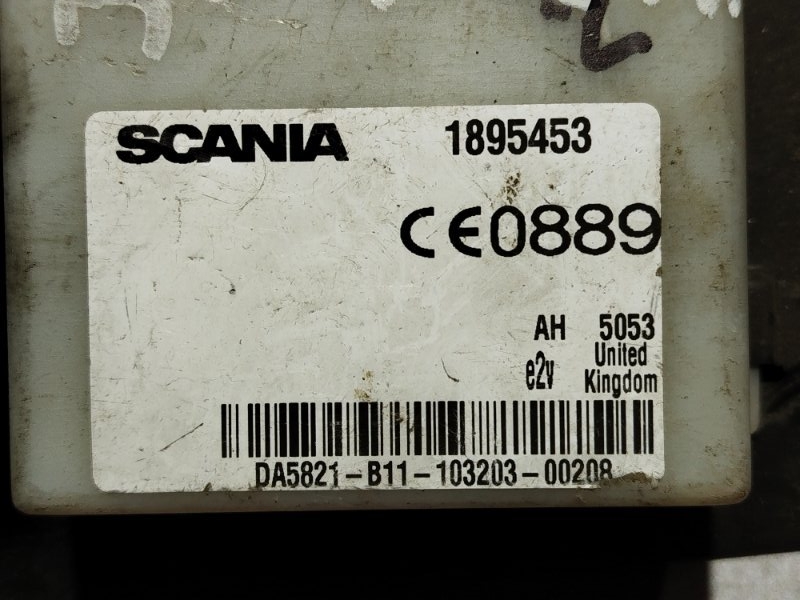 SCANIA 1895453
CE0889
AH 5053
e2v United
Kingdom
DA5821-B11-103203-00208